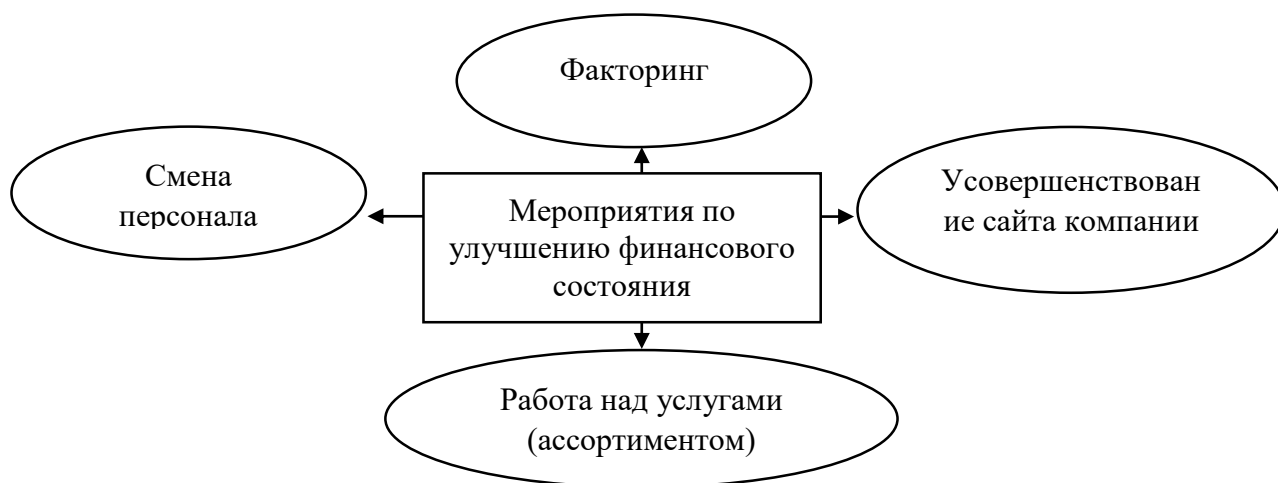 Факторинг
Смена
персонала
Мероприятия по
улучшению финансового
состояния
Усовершенствован
ие сайта компании
Работа над услугами
(ассортиментом)